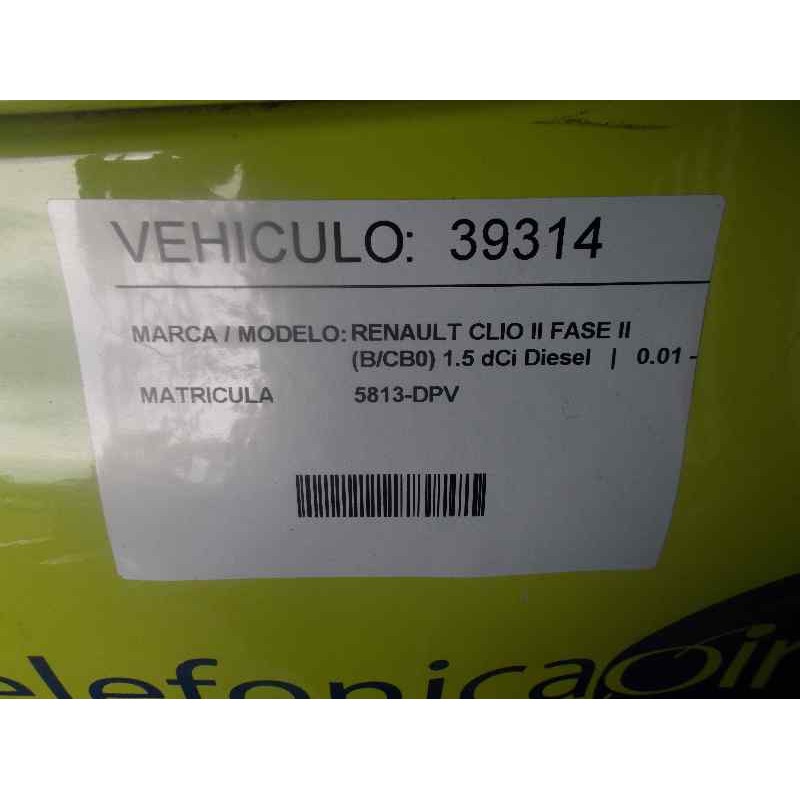 VEHICULO: 39314
MARCA / MODELO: RENAULT CLIO II FASE II
(B/CB0) 1.5 dCi Diesel | 0.01 -
MATRICULA 5813-DPV
elefonica